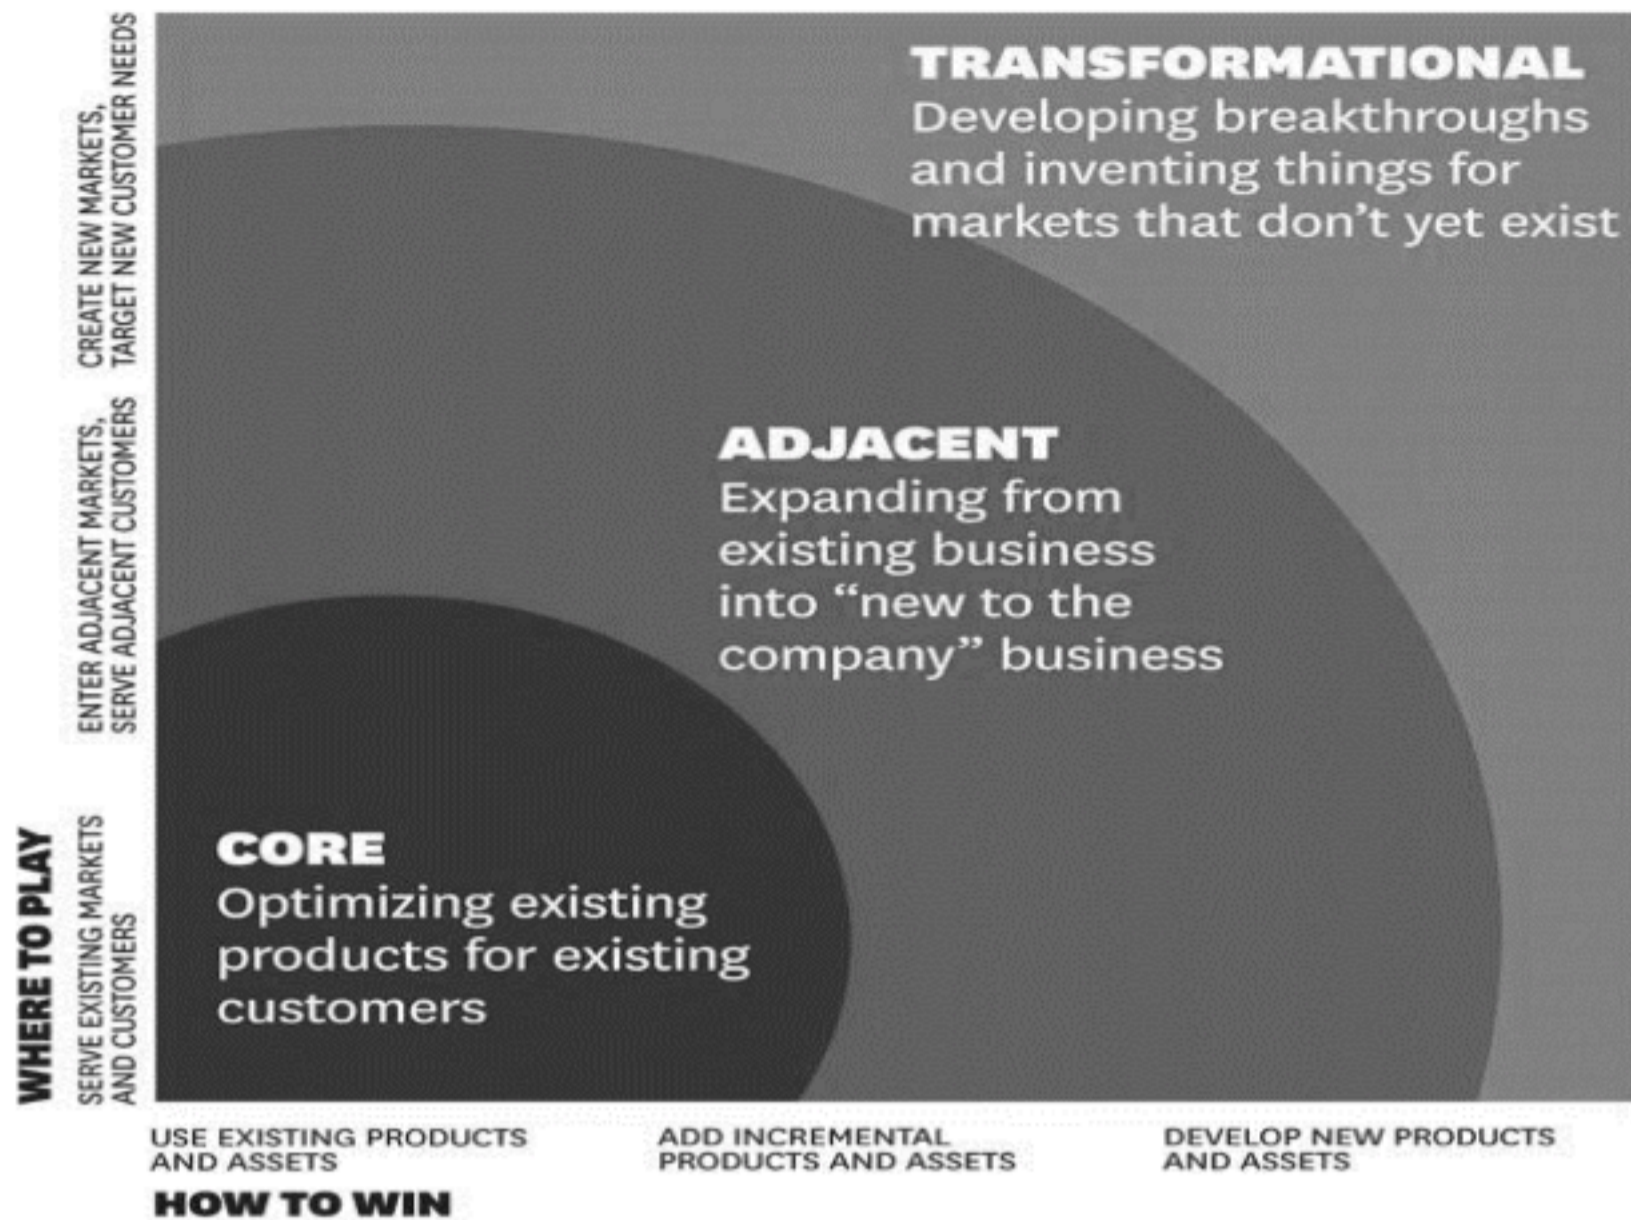 TRANSFORMATIONAL
Developing breakthroughs
and inventing things for
markets that don’t yet exist
ADJACENT
Expanding from
existing business
into “new to the
company” business
CORE
Optimizing existing
products for existing
customers
WHERE TO PLAY
CREATE NEW MARKETS,
TARGET NEW CUSTOMER NEEDS
ENTER ADJACENT MARKETS,
SERVE ADJACENT CUSTOMERS
SERVE EXISTING MARKETS
AND CUSTOMERS
USE EXISTING PRODUCTS
AND ASSETS
ADD INCREMENTAL
PRODUCTS AND ASSETS
DEVELOP NEW PRODUCTS
AND ASSETS
HOW TO WIN